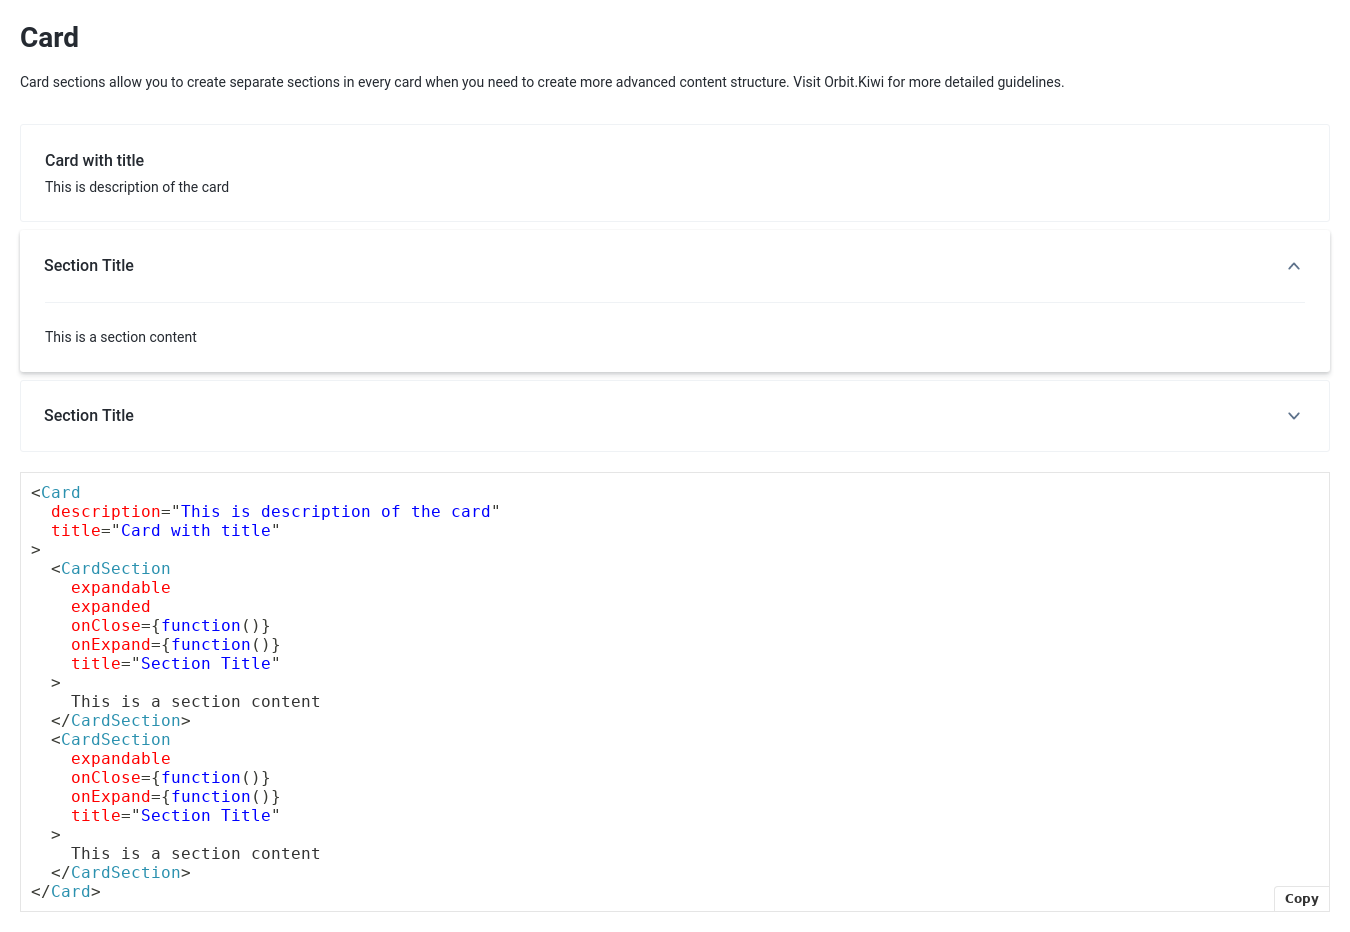 Card
Card sections allow you to create separate sections in every card when you need to create more advanced content structure. Visit Orbit.Kiwi for more detailed guidelines.
Card with title
This is description of the card
Section Title
This is a section content
Section Title
<Card
  description="This is description of the card"
  title="Card with title"
>
  <CardSection
    expandable
    expanded
    onClose={function()}
    onExpand={function()}
    title="Section Title"
  >
    This is a section content
  </CardSection>
  <CardSection
    expandable
    onClose={function()}
    onExpand={function()}
    title="Section Title"
  >
    This is a section content
  </CardSection>
</Card>
Copy